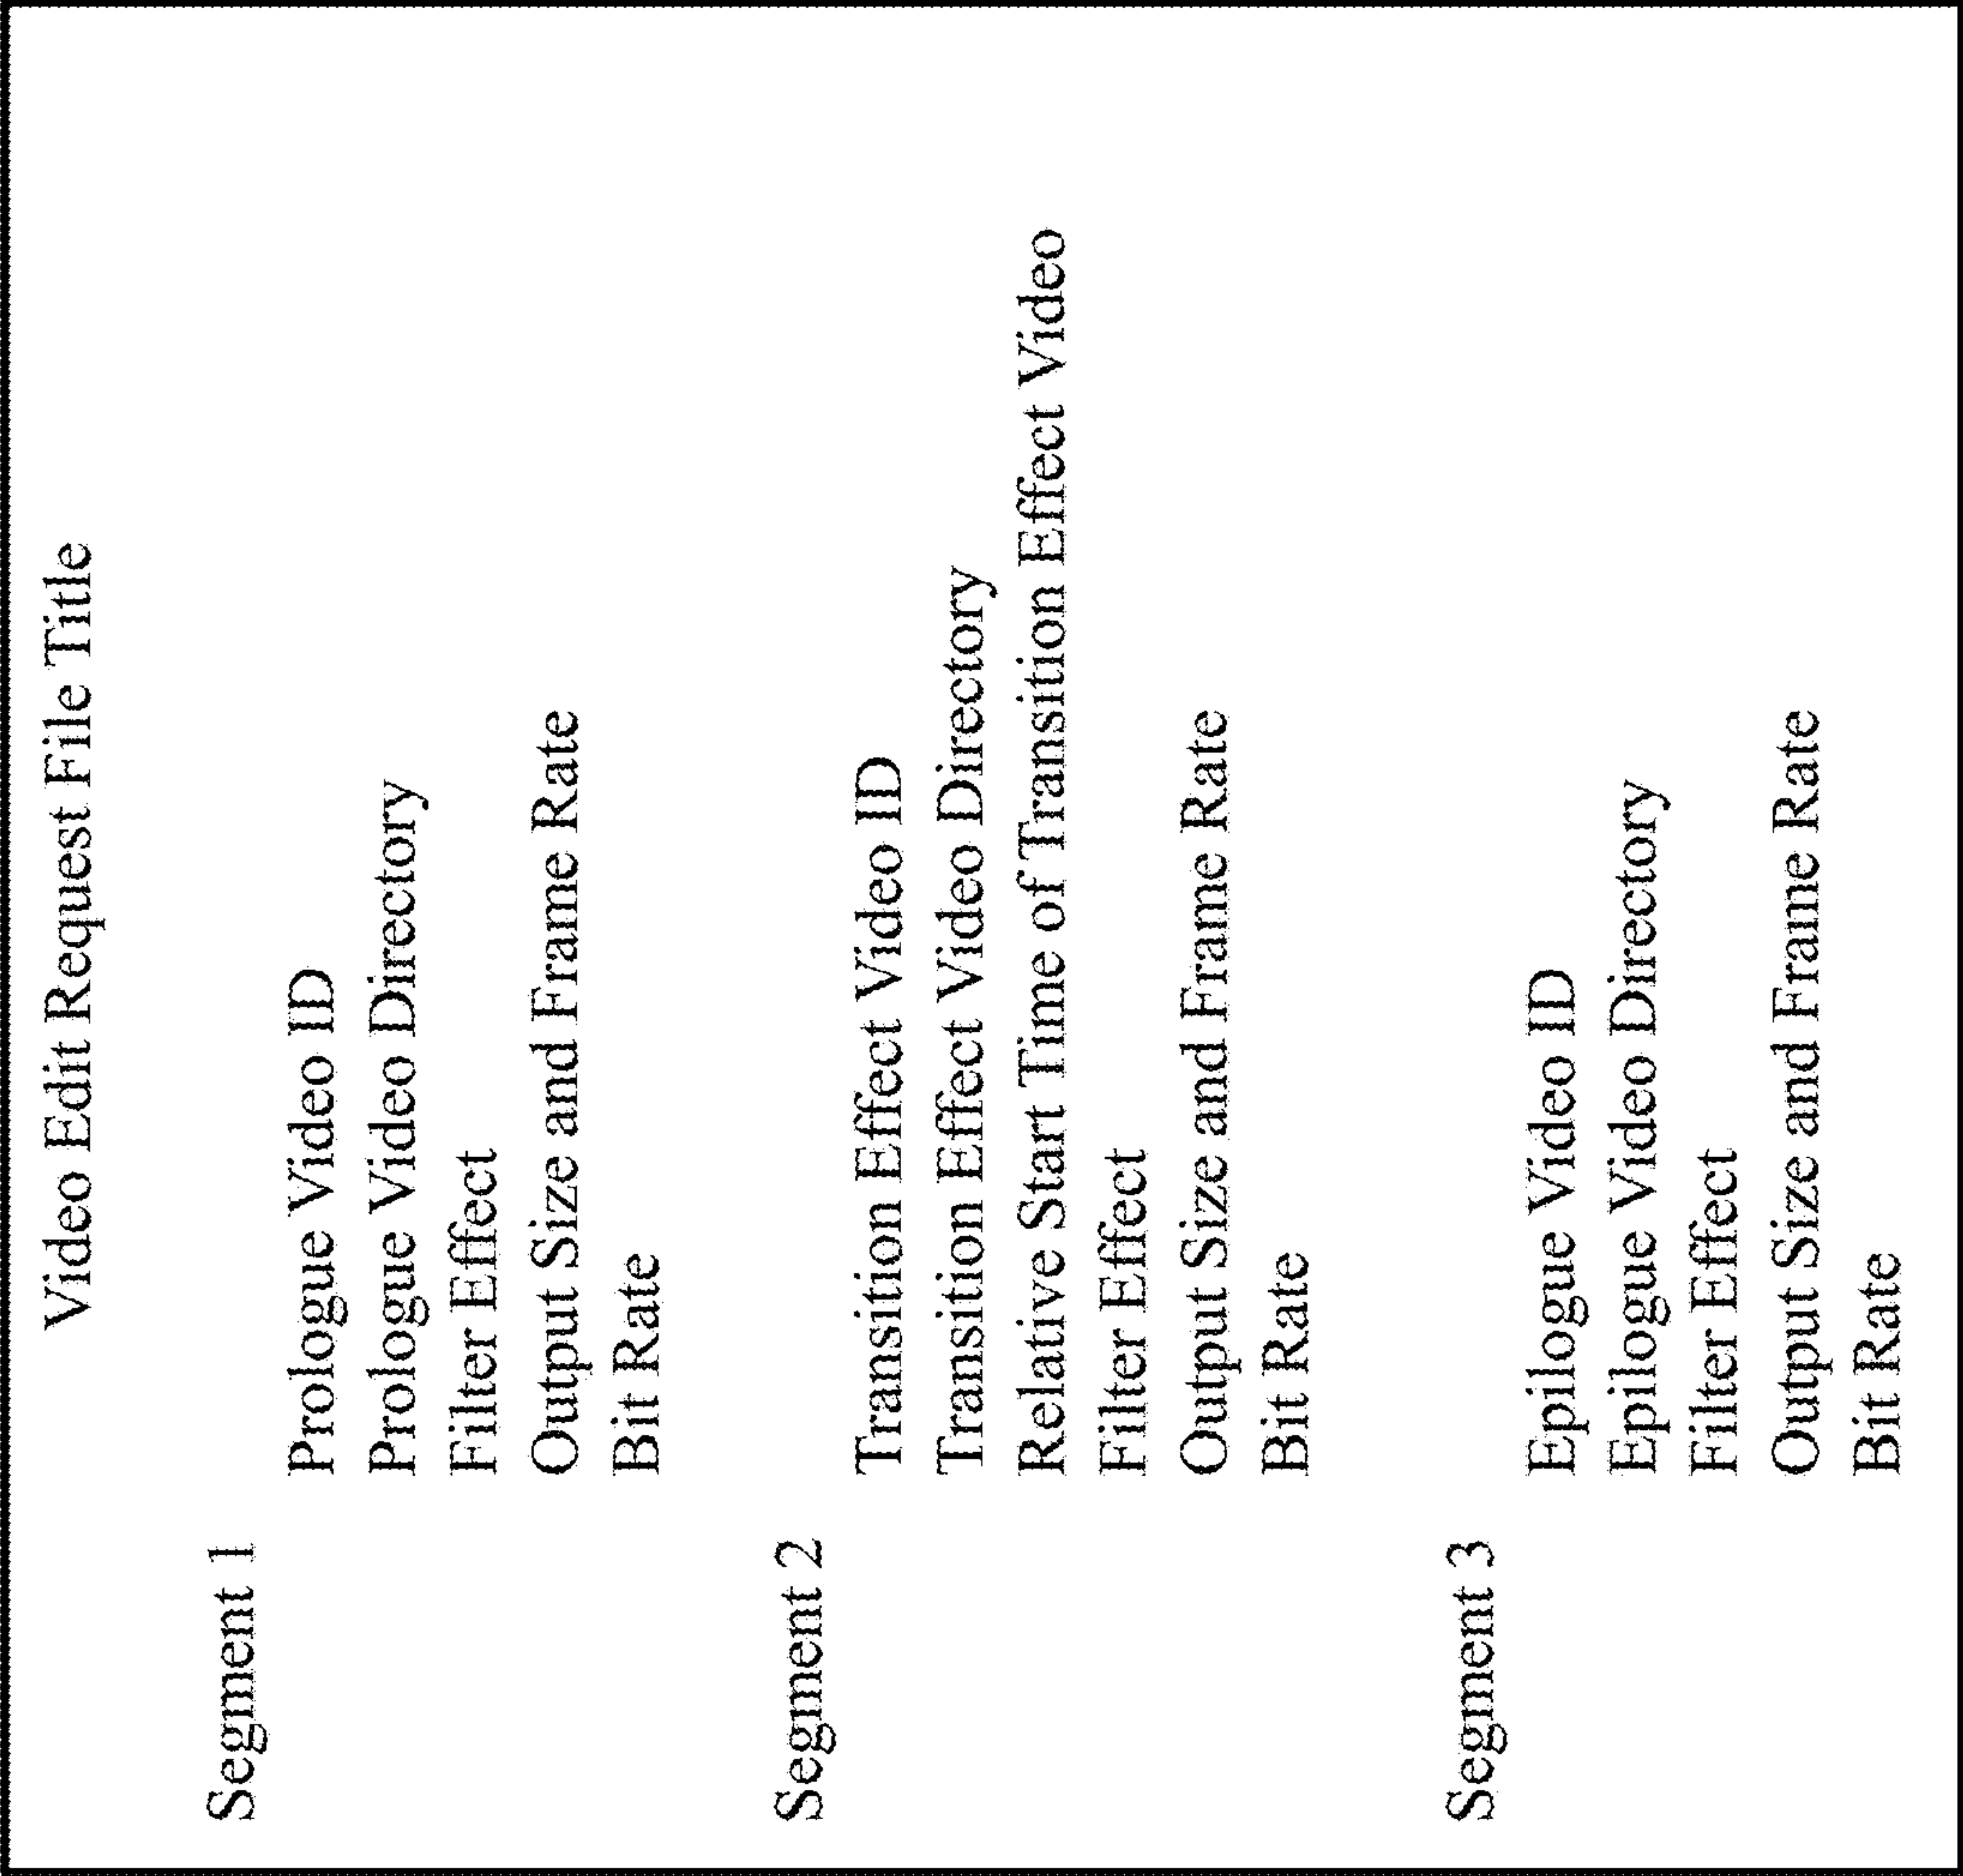 Video Edit Request File Title
Segment 1
Prologue Video ID
Prologue Video Directory
Filter Effect
Output Size and Frame Rate
Bit Rate
Segment 2
Transition Effect Video ID
Transition Effect Video Directory
Relative Start Time of Transition Effect Video
Filter Effect
Output Size and Frame Rate
Bit Rate
Segment 3
Epilogue Video ID
Epilogue Video Directory
Filter Effect
Output Size and Frame Rate
Bit Rate